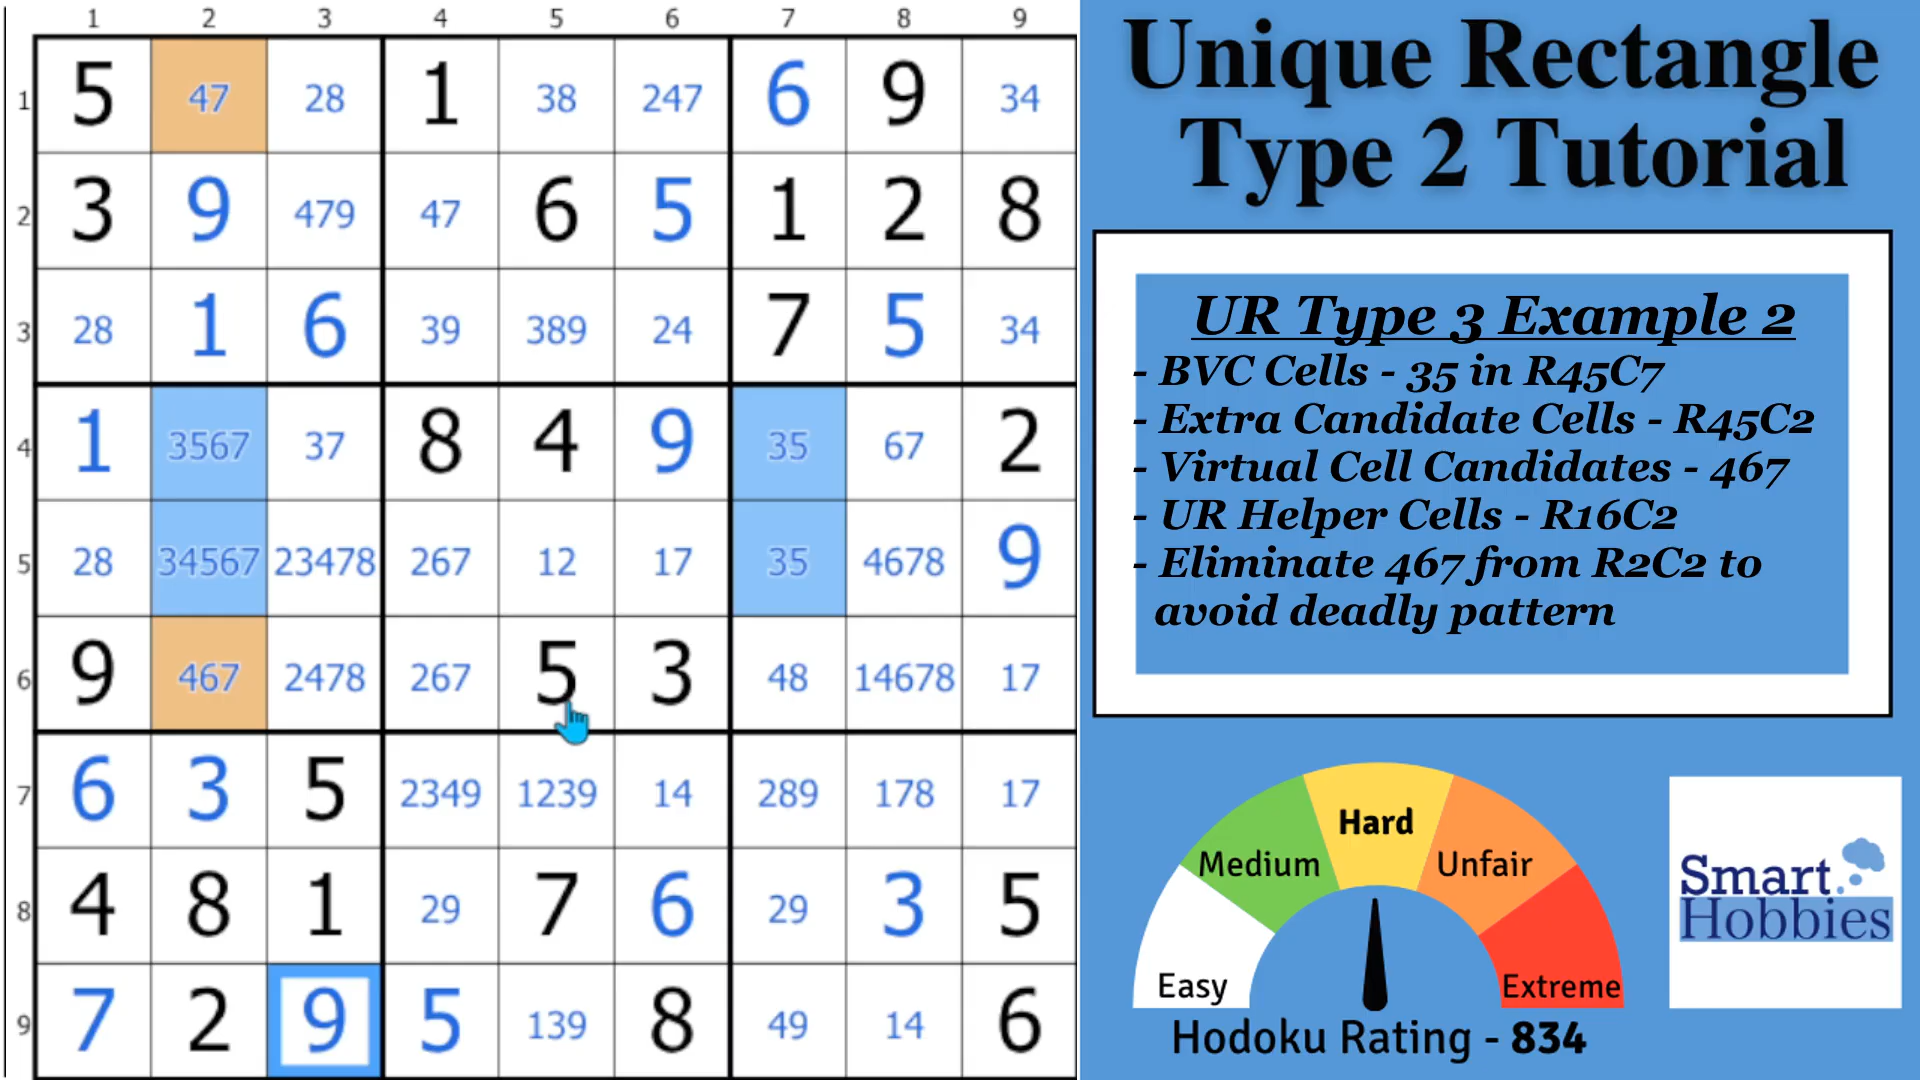 Unique Rectangle
Type 2 Tutorial
1 2 3 4 5 6 7 8 9
1 5 47 28 1 38 247 6 9 34
2 3 9 479 47 6 5 1 2 8
3 28 1 6 39 389 24 7 5 34
4 1 3567 37 8 4 9 35 67 2
5 28 34567 23478 267 12 17 35 4678 9
6 9 467 2478 267 5 3 48 14678 17
7 6 3 5 2349 1239 14 289 178 17
8 4 8 1 29 7 6 29 3 5
9 7 2 9 5 139 8 49 14 6
UR Type 3 Example 2
- BVC Cells - 35 in R45C7
- Extra Candidate Cells - R45C2
- Virtual Cell Candidates - 467
- UR Helper Cells - R16C2
- Eliminate 467 from R2C2 to
avoid deadly pattern
Easy
Medium
Hard
Unfair
Extreme
Hodoku Rating - 834
Smart
Hobbies